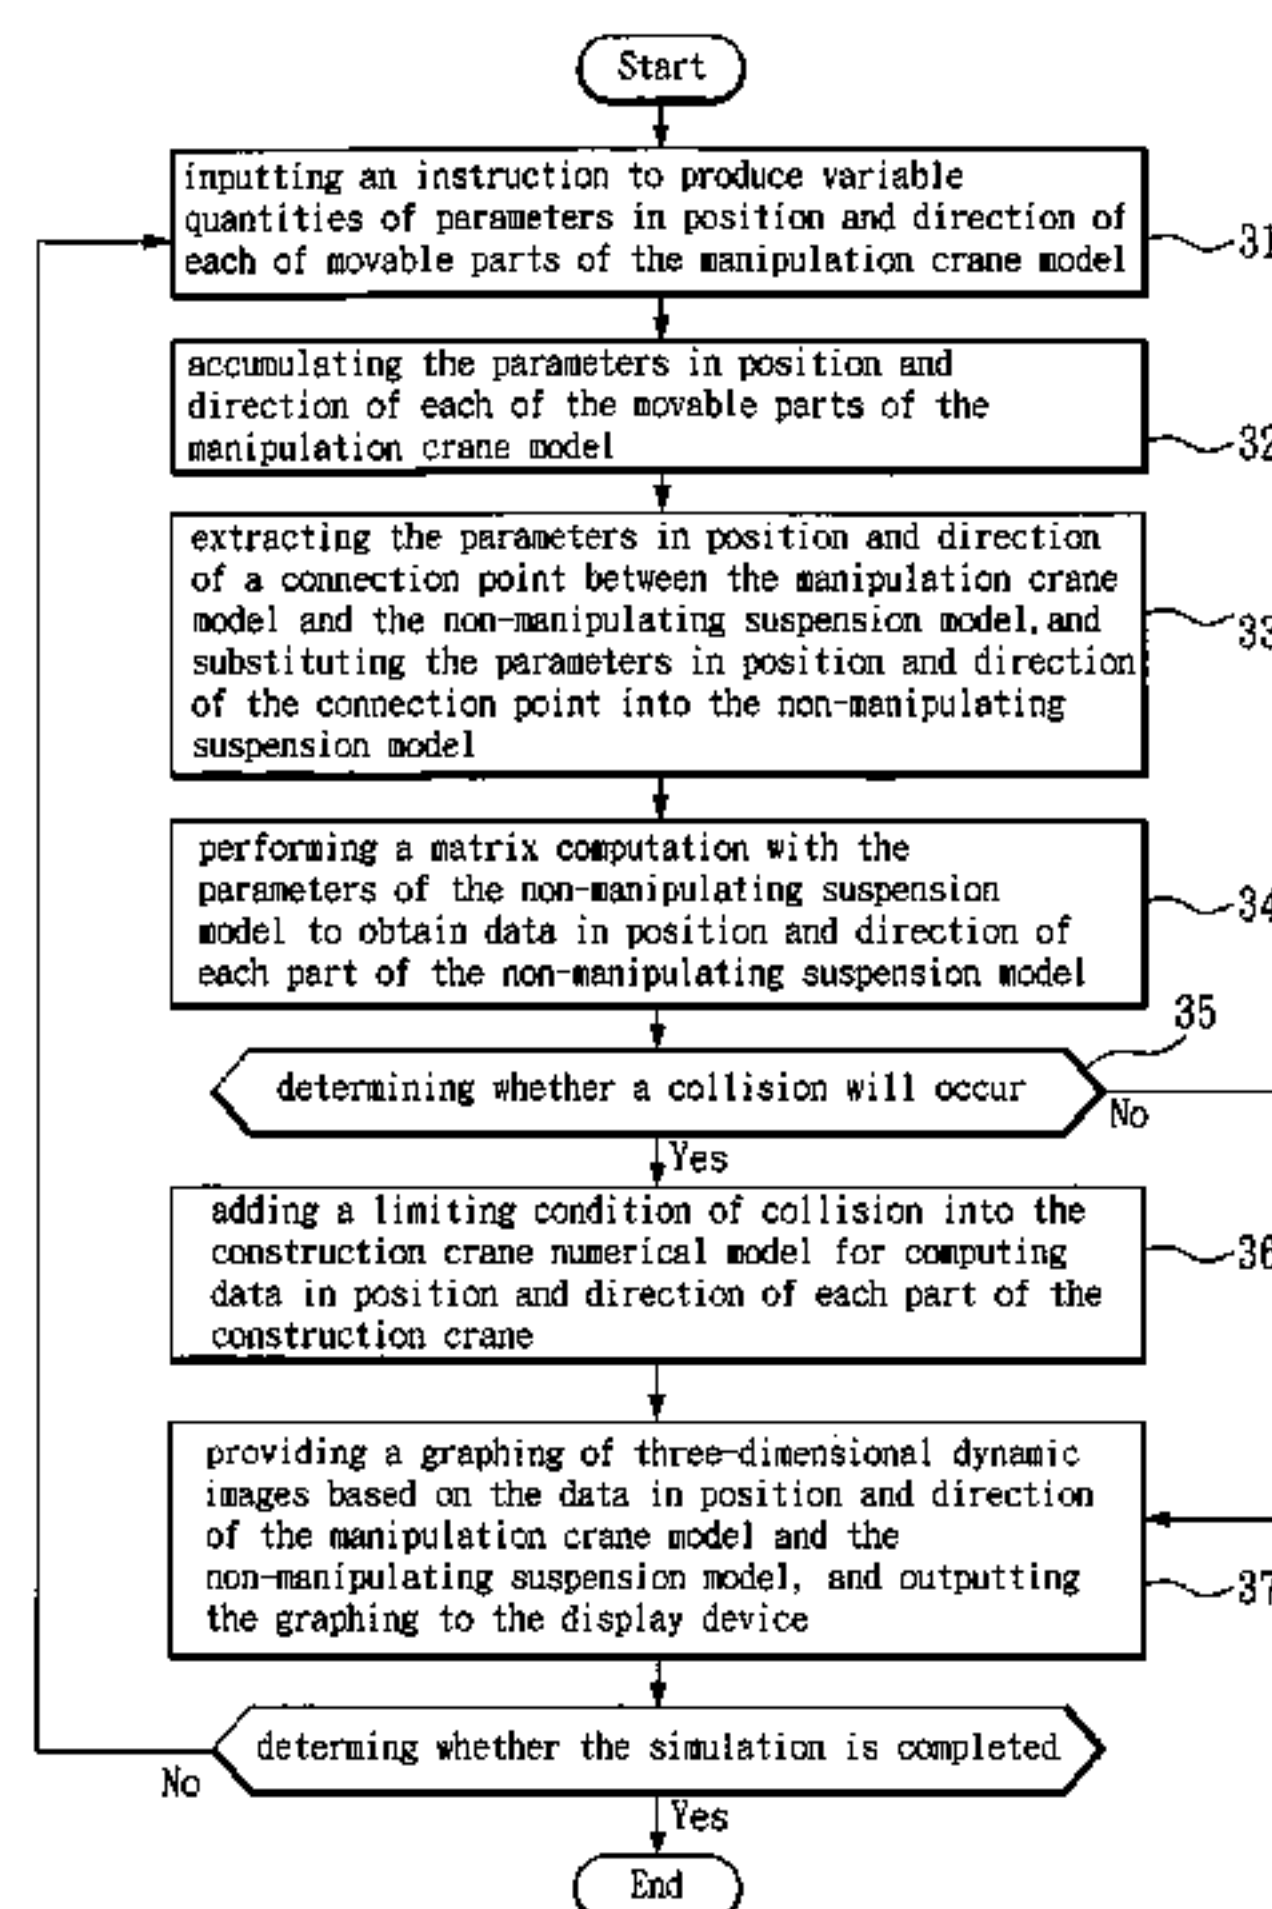 Start
inputting an instruction to produce variable
quantities of parameters in position and direction of
each of movable parts of the manipulation crane model
31
accumulating the parameters in position and
direction of each of the movable parts of the
manipulation crane model
32
extracting the parameters in position and direction
of a connection point between the manipulation crane
model and the non-manipulating suspension model, and
substituting the parameters in position and direction
of the connection point into the non-manipulating
suspension model
33
performing a matrix computation with the
parameters of the non-manipulating suspension
model to obtain data in position and direction of
each part of the non-manipulating suspension model
34
35
determining whether a collision will occur
No
Yes
adding a limiting condition of collision into the
construction crane numerical model for computing
data in position and direction of each part of the
construction crane
36
providing a graphing of three-dimensional dynamic
images based on the data in position and direction
of the manipulation crane model and the
non-manipulating suspension model, and outputting
the graphing to the display device
37
determing whether the simulation is completed
No
Yes
End